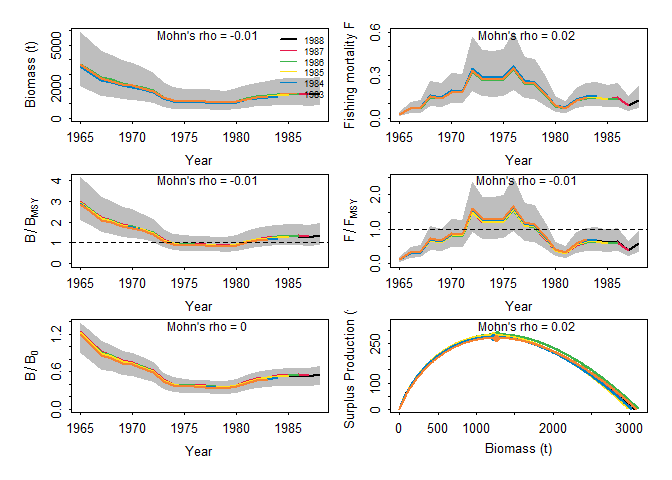 Mohn's rho = -0.01
1988
1987
1986
1985
1984
1983
Biomass (t)
0
2000
6000
1965 1970 1975 1980 1985
Year
Mohn's rho = 0.02
Fishing mortality F
0.0 0.3 0.6
1965 1970 1975 1980 1985
Year
Mohn's rho = -0.01
B / BMSY
0 1 2 3 4
1965 1970 1975 1980 1985
Year
Mohn's rho = -0.01
F / FMSY
0.0 1.0 2.0
1965 1970 1975 1980 1985
Year
Mohn's rho = 0
B / B0
0.0 0.6 1.2
1965 1970 1975 1980 1985
Year
Mohn's rho = 0.02
Surplus Production (
0 100 250
0 500 1000 2000 3000
Biomass (t)